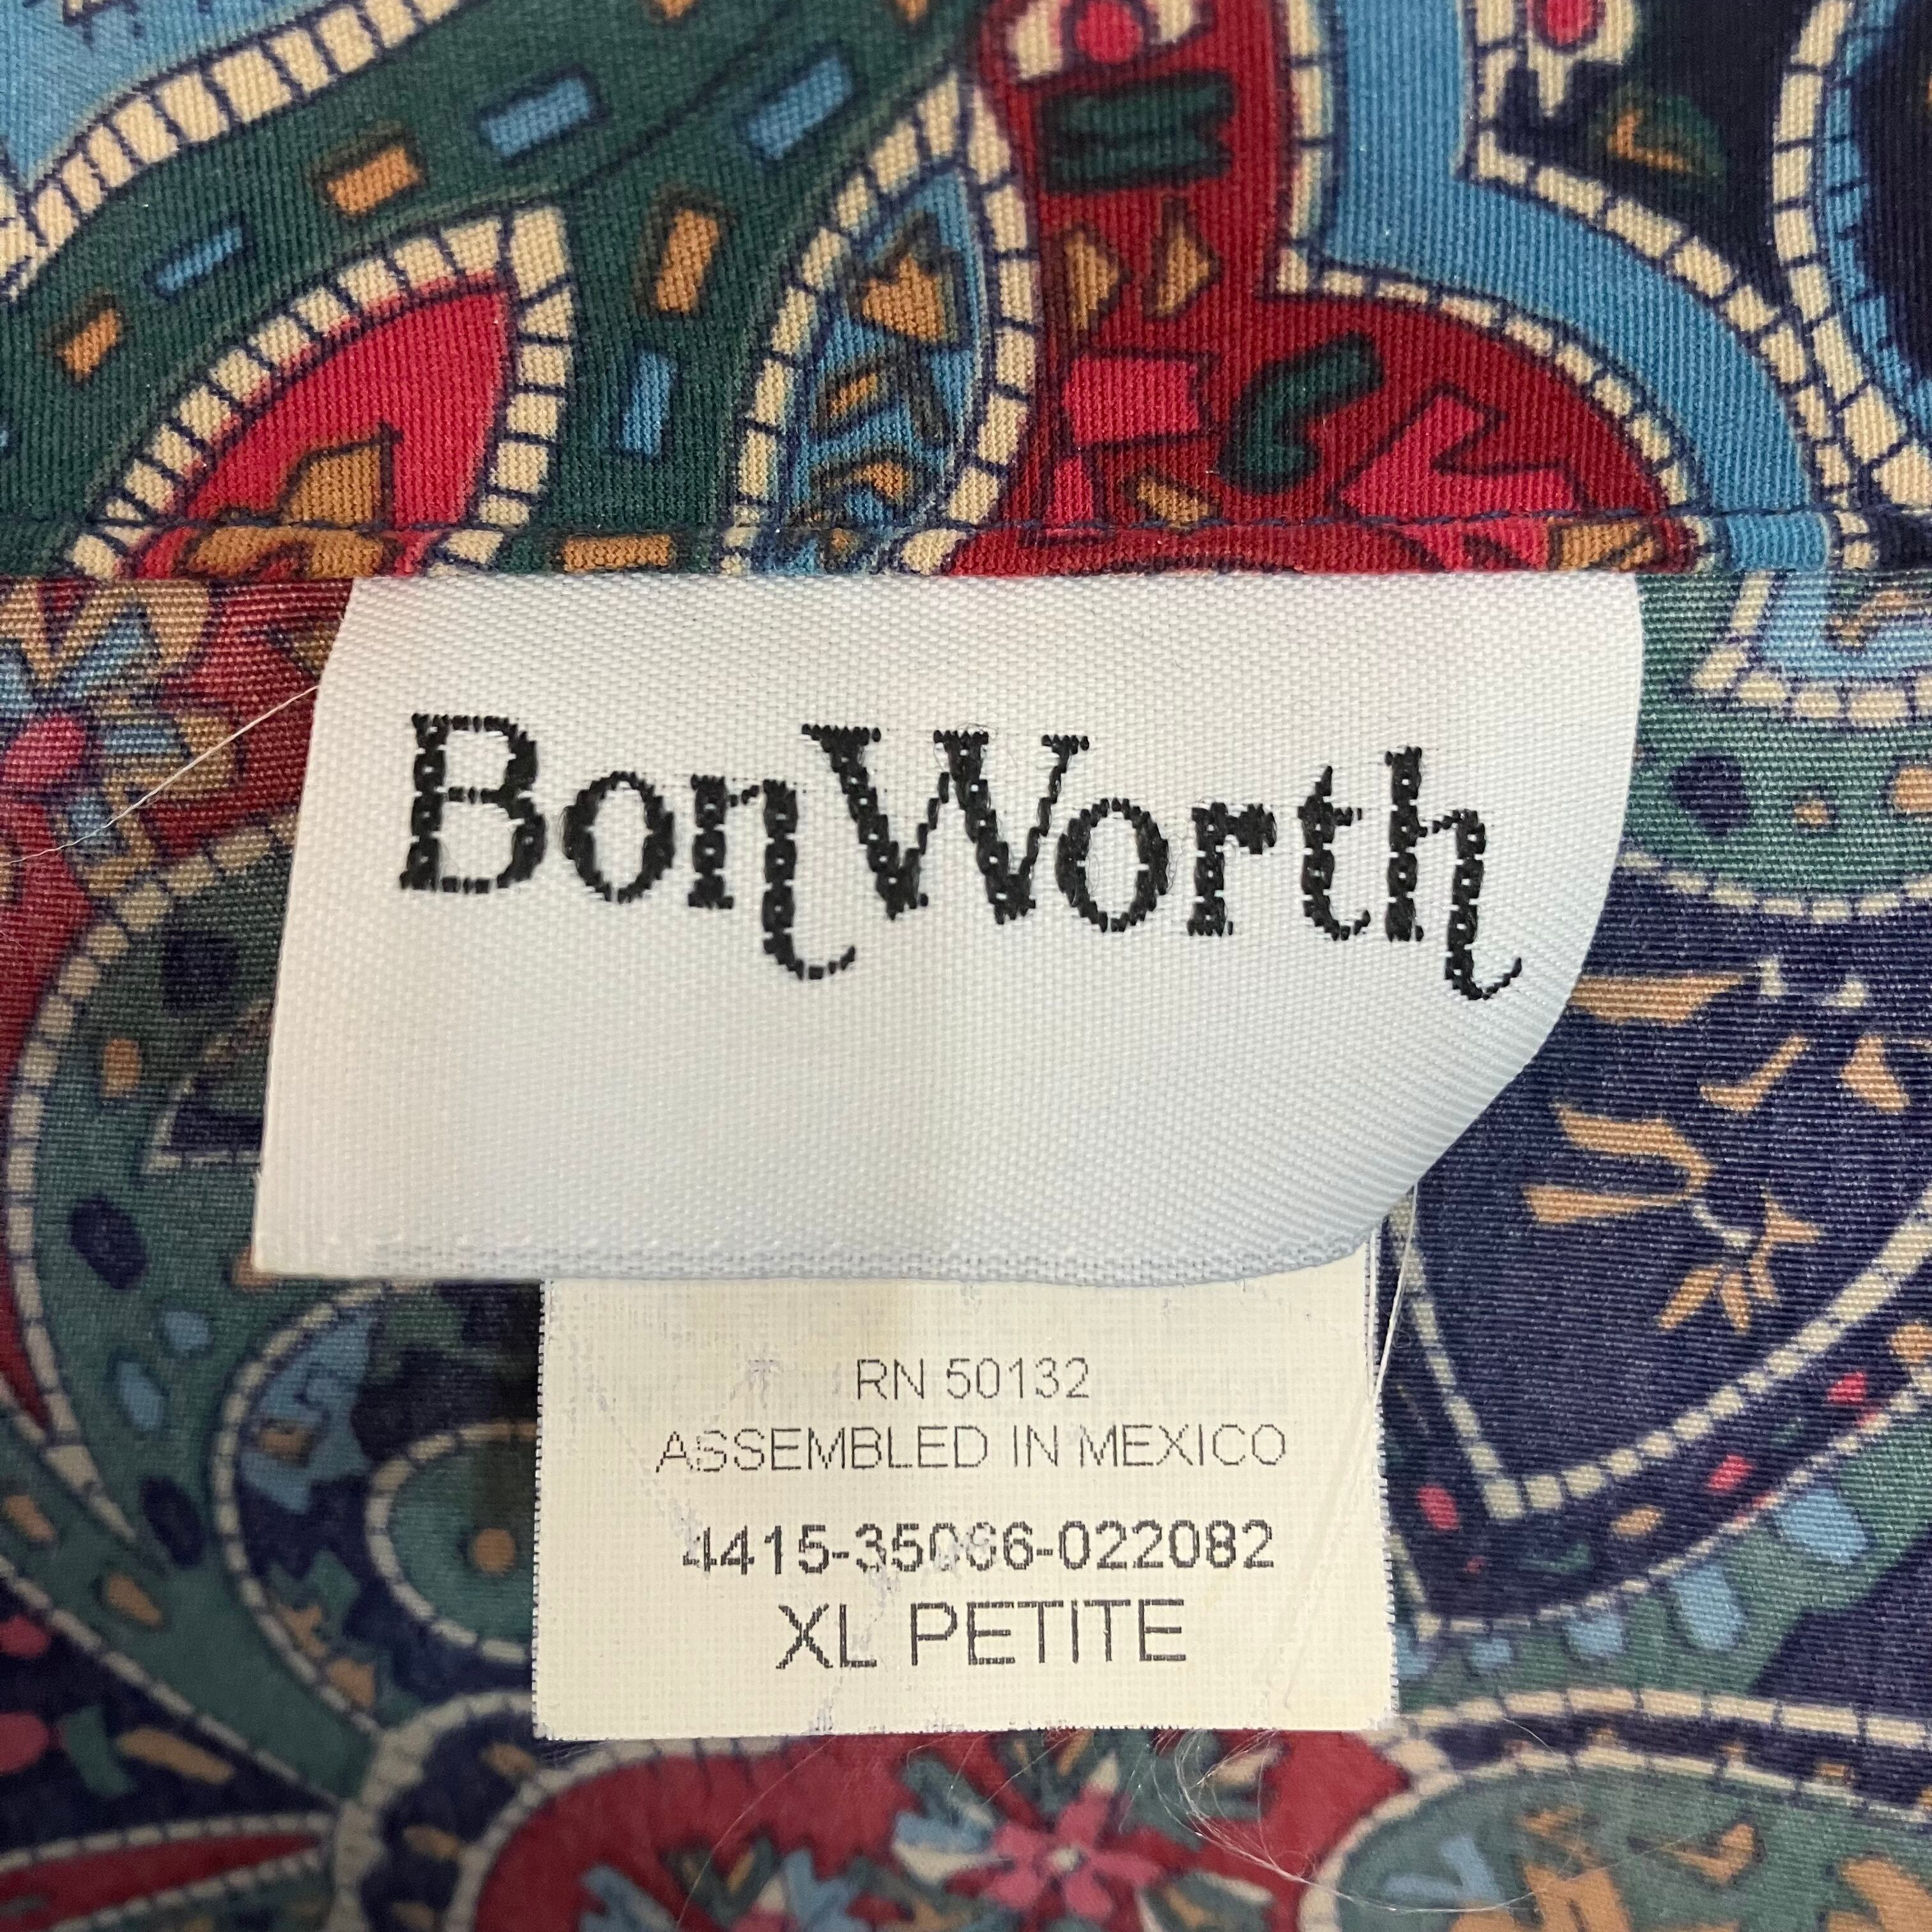 BonWorth
RN 50132
ASSEMBLED IN MEXICO
4415-35066-022082
XL PETITE